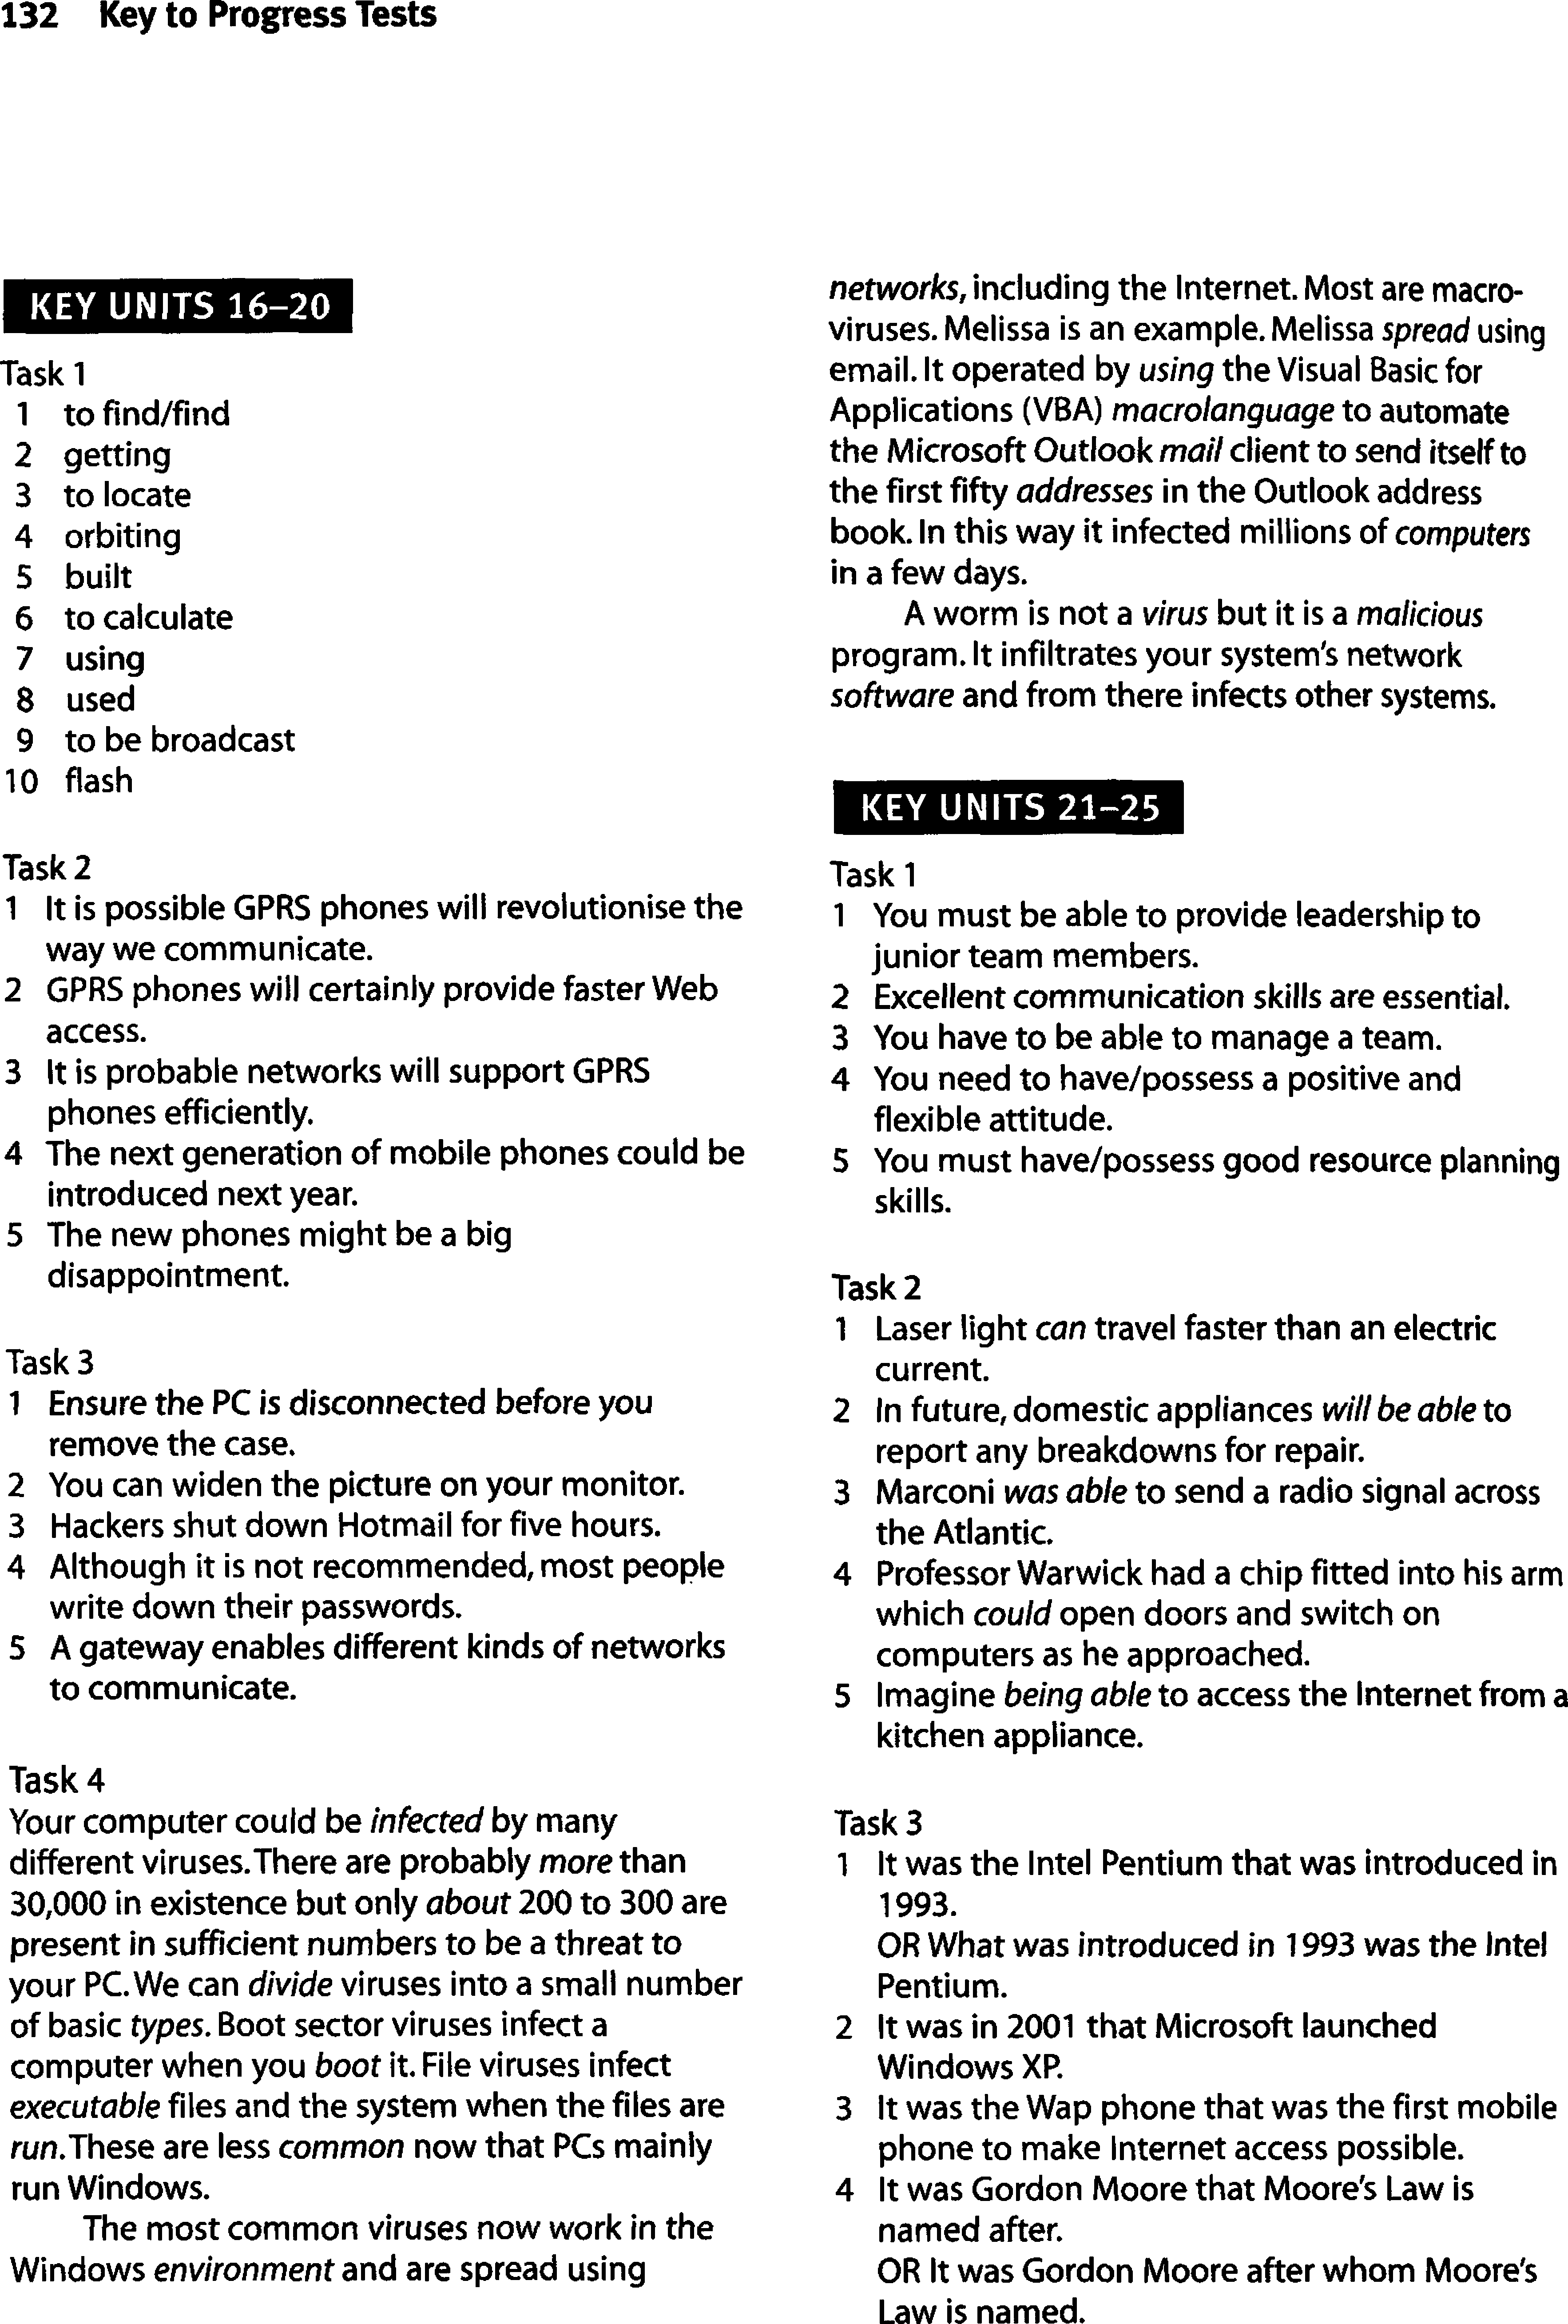 132 Key to Progress Tests
KEY UNITS 16–20
Task 1
1 to find/find
2 getting
3 to locate
4 orbiting
5 built
6 to calculate
7 using
8 used
9 to be broadcast
10 flash
Task 2
1 It is possible GPRS phones will revolutionise the
way we communicate.
2 GPRS phones will certainly provide faster Web
access.
3 It is probable networks will support GPRS
phones efficiently.
4 The next generation of mobile phones could be
introduced next year.
5 The new phones might be a big
disappointment.
Task 3
1 Ensure the PC is disconnected before you
remove the case.
2 You can widen the picture on your monitor.
3 Hackers shut down Hotmail for five hours.
4 Although it is not recommended, most people
write down their passwords.
5 A gateway enables different kinds of networks
to communicate.
Task 4
Your computer could be infected by many
different viruses. There are probably more than
30,000 in existence but only about 200 to 300 are
present in sufficient numbers to be a threat to
your PC. We can divide viruses into a small number
of basic types. Boot sector viruses infect a
computer when you boot it. File viruses infect
executable files and the system when the files are
run. These are less common now that PCs mainly
run Windows.
The most common viruses now work in the
Windows environment and are spread using
networks, including the Internet. Most are macro-
viruses. Melissa is an example. Melissa spread using
email. It operated by using the Visual Basic for
Applications (VBA) macrolanguage to automate
the Microsoft Outlook mail client to send itself to
the first fifty addresses in the Outlook address
book. In this way it infected millions of computers
in a few days.
A worm is not a virus but it is a malicious
program. It infiltrates your system's network
software and from there infects other systems.
KEY UNITS 21–25
Task 1
1 You must be able to provide leadership to
junior team members.
2 Excellent communication skills are essential.
3 You have to be able to manage a team.
4 You need to have/possess a positive and
flexible attitude.
5 You must have/possess good resource planning
skills.
Task 2
1 Laser light can travel faster than an electric
current.
2 In future, domestic appliances will be able to
report any breakdowns for repair.
3 Marconi was able to send a radio signal across
the Atlantic.
4 Professor Warwick had a chip fitted into his arm
which could open doors and switch on
computers as he approached.
5 Imagine being able to access the Internet from a
kitchen appliance.
Task 3
1 It was the Intel Pentium that was introduced in
1993.
OR What was introduced in 1993 was the Intel
Pentium.
2 It was in 2001 that Microsoft launched
Windows XP.
3 It was the Wap phone that was the first mobile
phone to make Internet access possible.
4 It was Gordon Moore that Moore's Law is
named after.
OR It was Gordon Moore after whom Moore's
Law is named.